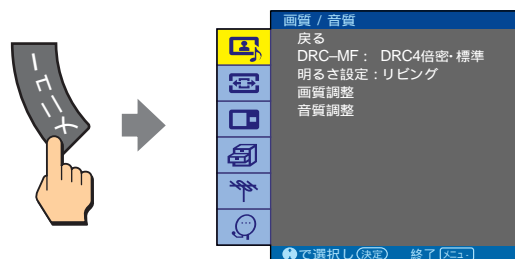 メニュー
画質 / 音質
戻る
DRC–MF： DRC4倍密・標準
明るさ設定：リビング
画質調整
音質調整
で選択し 決定 終了 メニュー